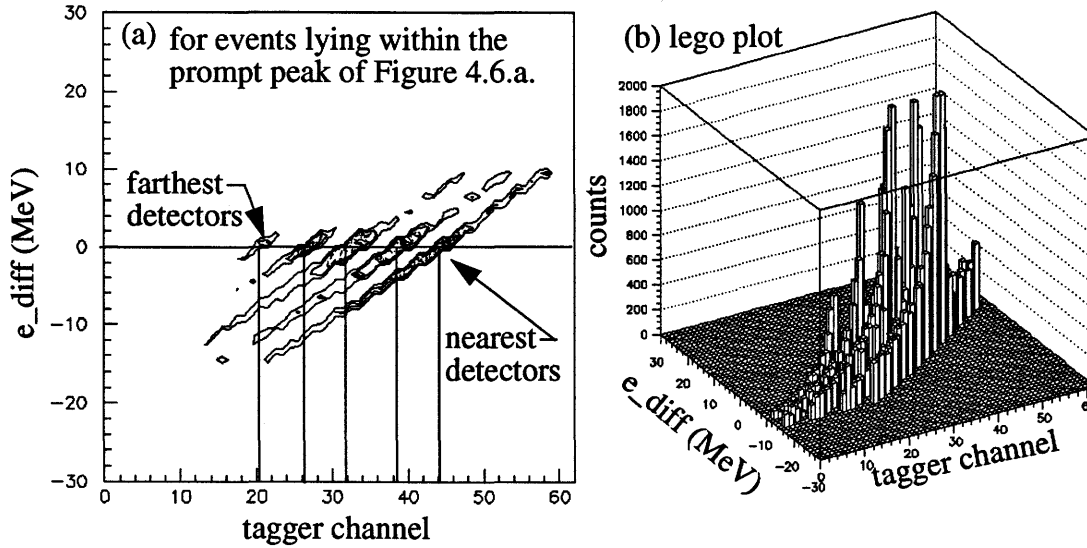 (a) for events lying within the
prompt peak of Figure 4.6.a.
farthest
detectors
nearest
detectors
e_diff (MeV)
30
20
10
0
−10
−20
−30
0 10 20 30 40 50 60
tagger channel
(b) lego plot
counts
2000
1800
1600
1400
1200
1000
800
600
400
200
0
30
20
10
0
−10
−20
−30
e_diff (MeV)
0 10 20 30 40 50
tagger channel